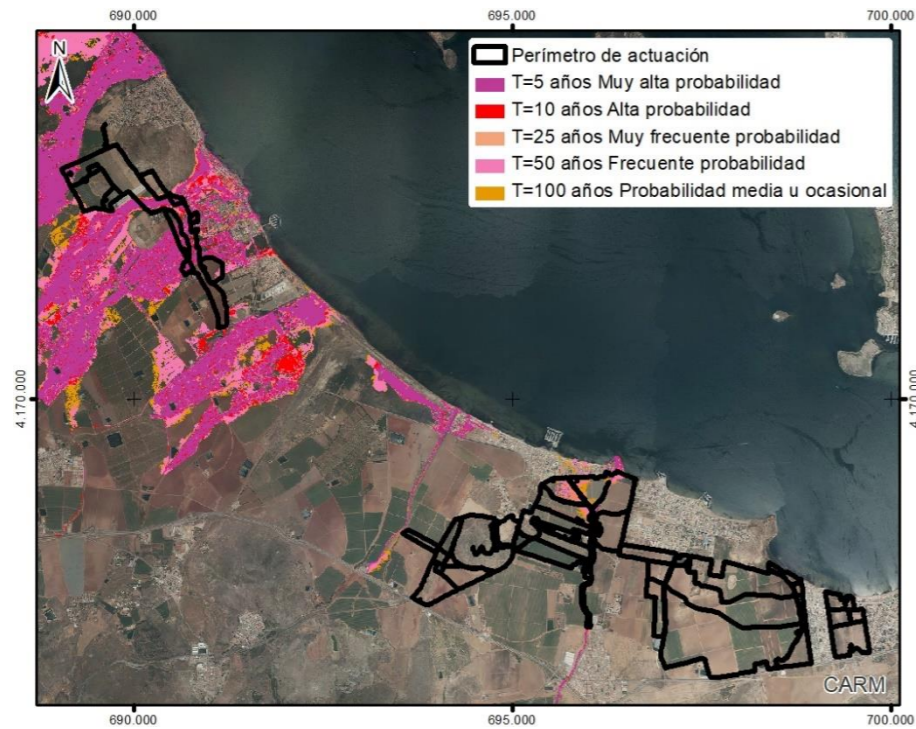 690.000 695.000 700.000
N
Perímetro de actuación
T=5 años Muy alta probabilidad
T=10 años Alta probabilidad
T=25 años Muy frecuente probabilidad
T=50 años Frecuente probabilidad
T=100 años Probabilidad media u ocasional
4.170.000 4.170.000
CARM
690.000 695.000 700.000